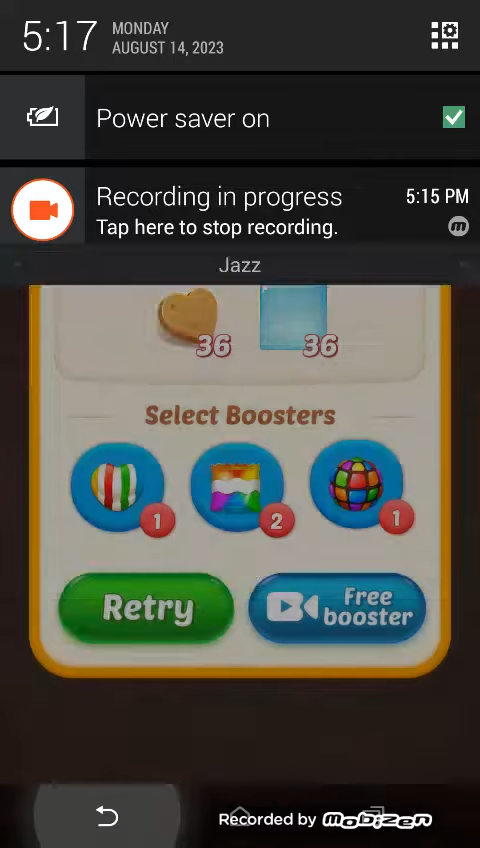 5:17
MONDAY
AUGUST 14, 2023
Power saver on
Recording in progress
5:15 PM
Tap here to stop recording.
m
Jazz
36
36
Select Boosters
1
2
1
Retry
Free
booster
Recorded by mobizen